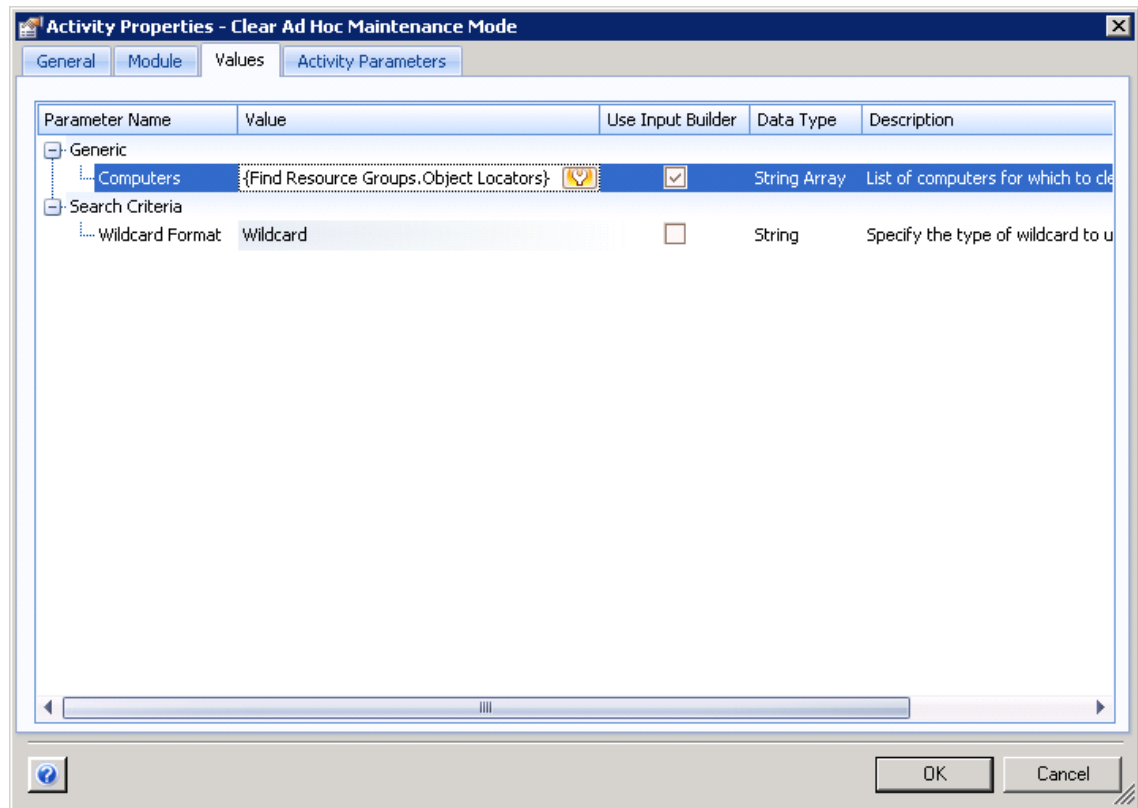 Activity Properties - Clear Ad Hoc Maintenance Mode
General Module Values Activity Parameters
Parameter Name Value Use Input Builder Data Type Description
Generic
Computers {Find Resource Groups.Object Locators} String Array List of computers for which to cle
Search Criteria
Wildcard Format Wildcard String Specify the type of wildcard to u
OK Cancel